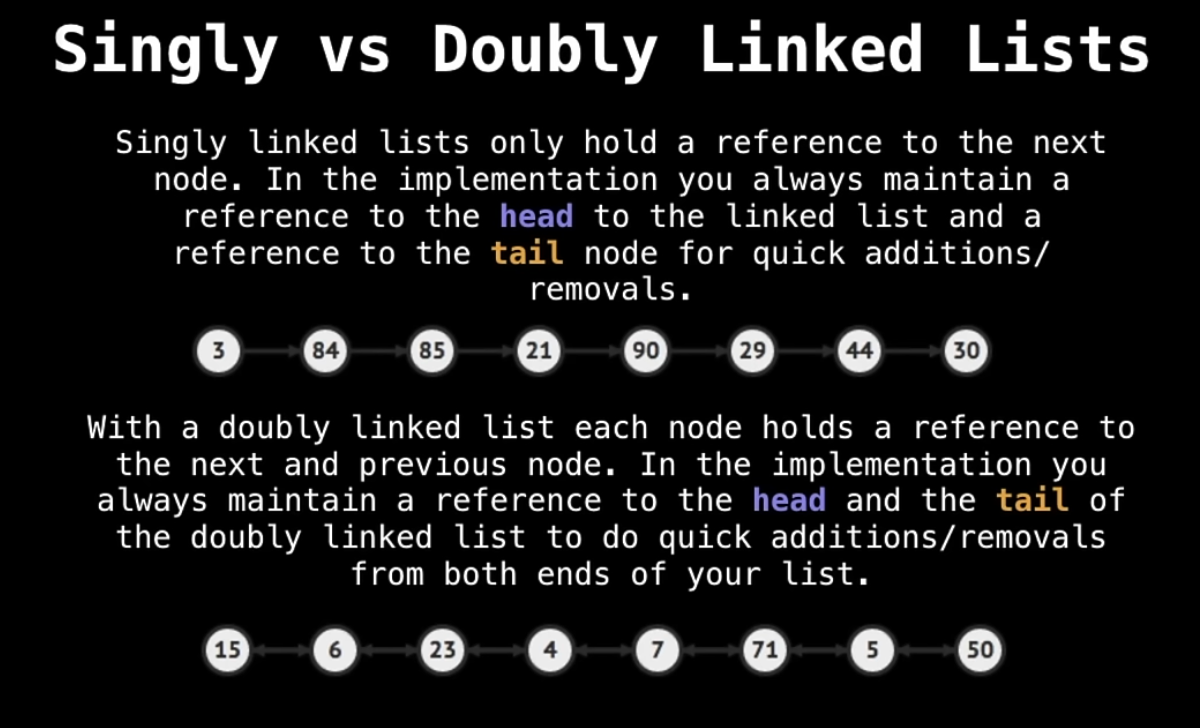 Singly vs Doubly Linked Lists
Singly linked lists only hold a reference to the next
node. In the implementation you always maintain a
reference to the head to the linked list and a
reference to the tail node for quick additions/
removals.
3 84 85 21 90 29 44 30
With a doubly linked list each node holds a reference to
the next and previous node. In the implementation you
always maintain a reference to the head and the tail of
the doubly linked list to do quick additions/removals
from both ends of your list.
15 6 23 4 7 71 5 50